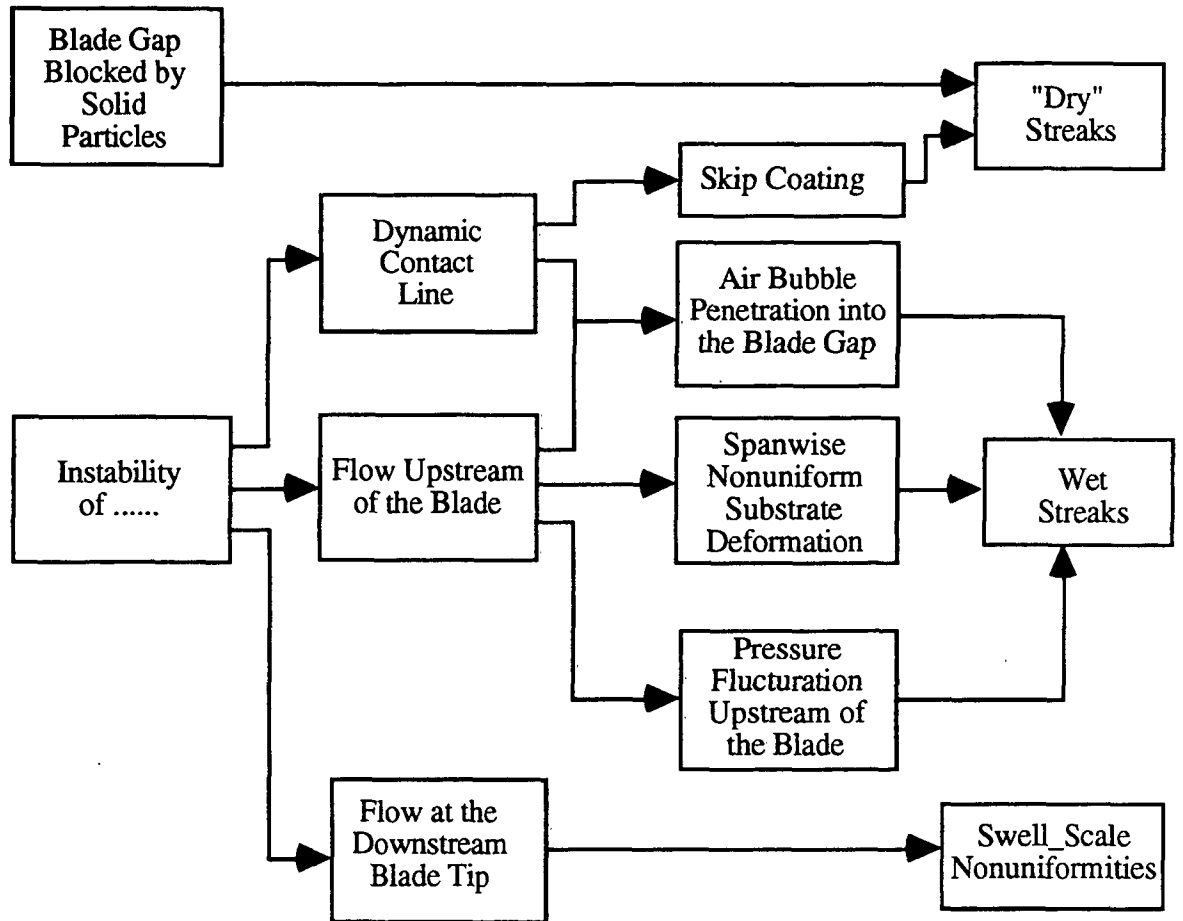 Blade Gap
Blocked by
Solid
Particles
"Dry"
Streaks
Skip Coating
Dynamic
Contact
Line
Air Bubble
Penetration into
the Blade Gap
Instability
of ......
Flow Upstream
of the Blade
Spanwise
Nonuniform
Substrate
Deformation
Wet
Streaks
Pressure
Flucturation
Upstream of
the Blade
Flow at the
Downstream
Blade Tip
Swell_Scale
Nonuniformities